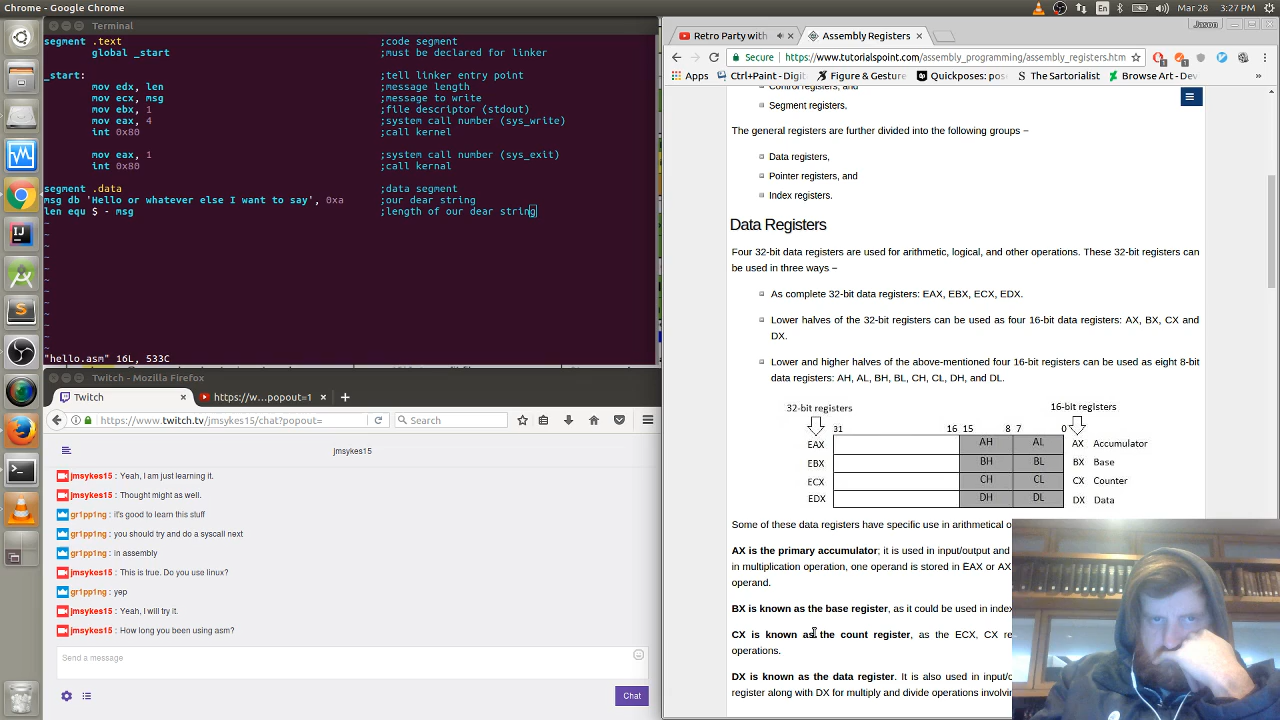 Chrome - Google Chrome
En
Mar 28
3:27 PM
Terminal
segment .text ;code segment
global _start ;must be declared for linker
_start: ;tell linker entry point
mov edx, len ;message length
mov ecx, msg ;message to write
mov ebx, 1 ;file descriptor (stdout)
mov eax, 4 ;system call number (sys_write)
int 0x80 ;call kernel
mov eax, 1 ;system call number (sys_exit)
int 0x80 ;call kernal
segment .data ;data segment
msg db 'Hello or whatever else I want to say', 0xa ;our dear string
len equ $ - msg ;length of our dear string
~
~
~
~
~
~
~
~
~
~
~
"hello.asm" 16L, 533C
Twitch - Mozilla Firefox
Twitch
https://w...popout=1
https://www.twitch.tv/jmsykes15/chat?popout=
Search
jmsykes15
jmsykes15: Yeah, I am just learning it.
jmsykes15: Thought might as well.
gr1pp1ng: it's good to learn this stuff
gr1pp1ng: you should try and do a syscall next
gr1pp1ng: in assembly
jmsykes15: This is true. Do you use linux?
gr1pp1ng: yep
jmsykes15: Yeah, I will try it.
jmsykes15: How long you been using asm?
Send a message
Chat
Jason
Retro Party with
Assembly Registers
Secure
https://www.tutorialspoint.com/assembly_programming/assembly_registers.htm
Apps
Ctrl+Paint - Digit
Figure & Gesture
Quickposes: pos
The Sartorialist
Browse Art - Dev
Control registers, and
Segment registers.
The general registers are further divided into the following groups −
Data registers,
Pointer registers, and
Index registers.
Data Registers
Four 32-bit data registers are used for arithmetic, logical, and other operations. These 32-bit registers can
be used in three ways −
As complete 32-bit data registers: EAX, EBX, ECX, EDX.
Lower halves of the 32-bit registers can be used as four 16-bit data registers: AX, BX, CX and
DX.
Lower and higher halves of the above-mentioned four 16-bit registers can be used as eight 8-bit
data registers: AH, AL, BH, BL, CH, CL, DH, and DL.
32-bit registers
16-bit registers
31 16 15 8 7 0
EAX AH AL AX Accumulator
EBX BH BL BX Base
ECX CH CL CX Counter
EDX DH DL DX Data
Some of these data registers have specific use in arithmetical o
AX is the primary accumulator; it is used in input/output and
in multiplication operation, one operand is stored in EAX or AX
operand.
BX is known as the base register, as it could be used in index
CX is known as the count register, as the ECX, CX re
operations.
DX is known as the data register. It is also used in input/o
register along with DX for multiply and divide operations involvin